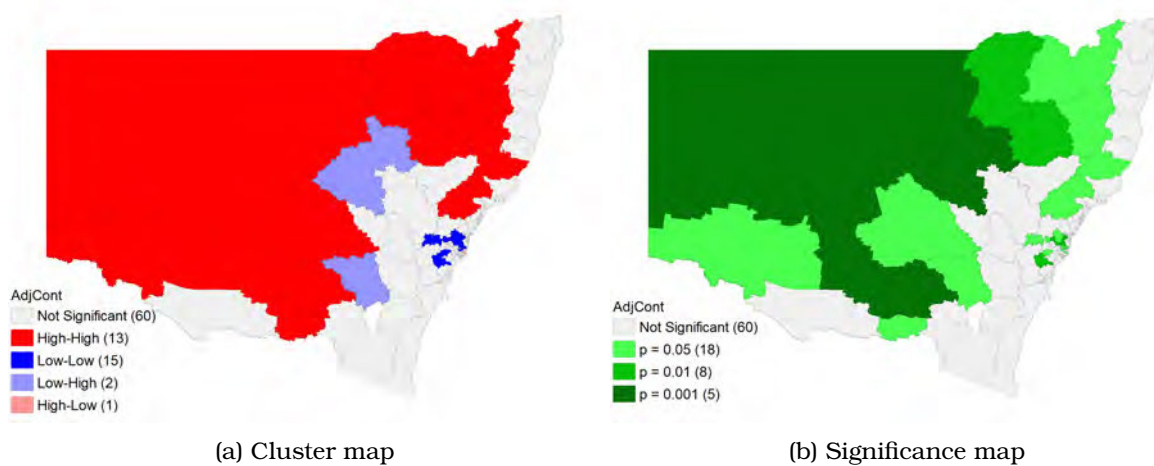 AdjCont
Not Significant (60)
High-High (13)
Low-Low (15)
Low-High (2)
High-Low (1)
(a) Cluster map
AdjCont
Not Significant (60)
p = 0.05 (18)
p = 0.01 (8)
p = 0.001 (5)
(b) Significance map